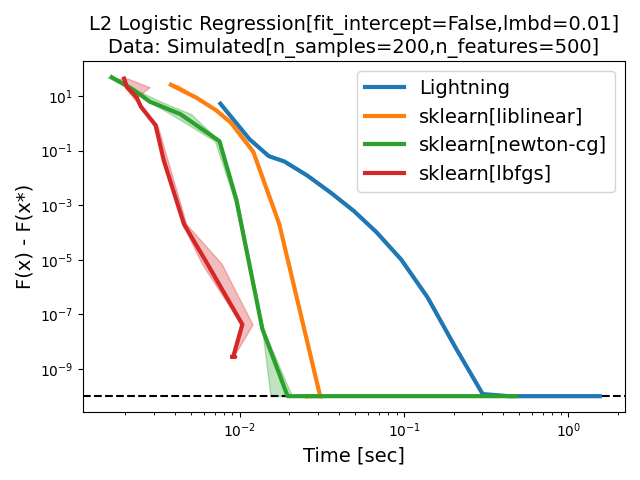 L2 Logistic Regression[fit_intercept=False,lmbd=0.01]
Data: Simulated[n_samples=200,n_features=500]
F(x) - F(x*)
10¹
10⁻¹
10⁻³
10⁻⁵
10⁻⁷
10⁻⁹
Lightning
sklearn[liblinear]
sklearn[newton-cg]
sklearn[lbfgs]
10⁻²
10⁻¹
10⁰
Time [sec]